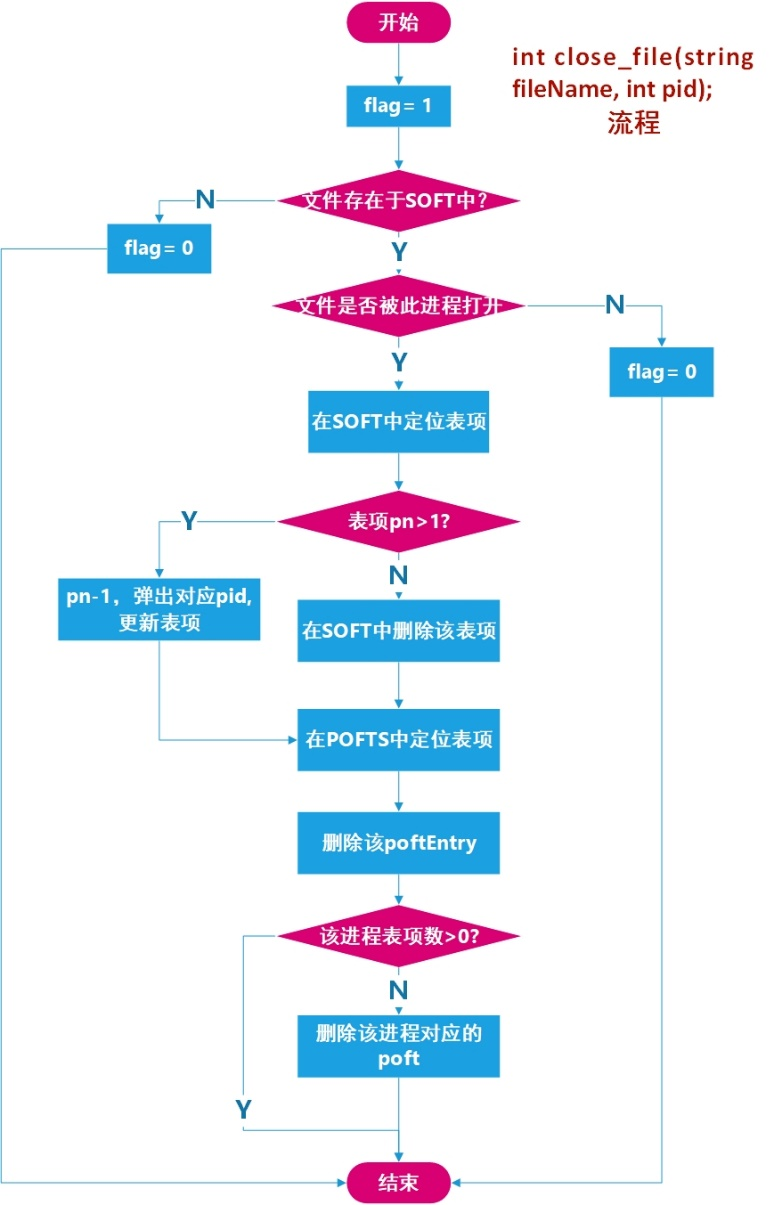 开始
int close_file(string
fileName, int pid);
流程
flag= 1
文件存在于SOFT中？
N
flag= 0
Y
文件是否被此进程打开
N
flag= 0
Y
在SOFT中定位表项
表项pn>1?
Y
N
pn-1，弹出对应pid,
更新表项
在SOFT中删除该表项
在POFTS中定位表项
删除该poftEntry
该进程表项数>0?
N
删除该进程对应的
poft
Y
结束